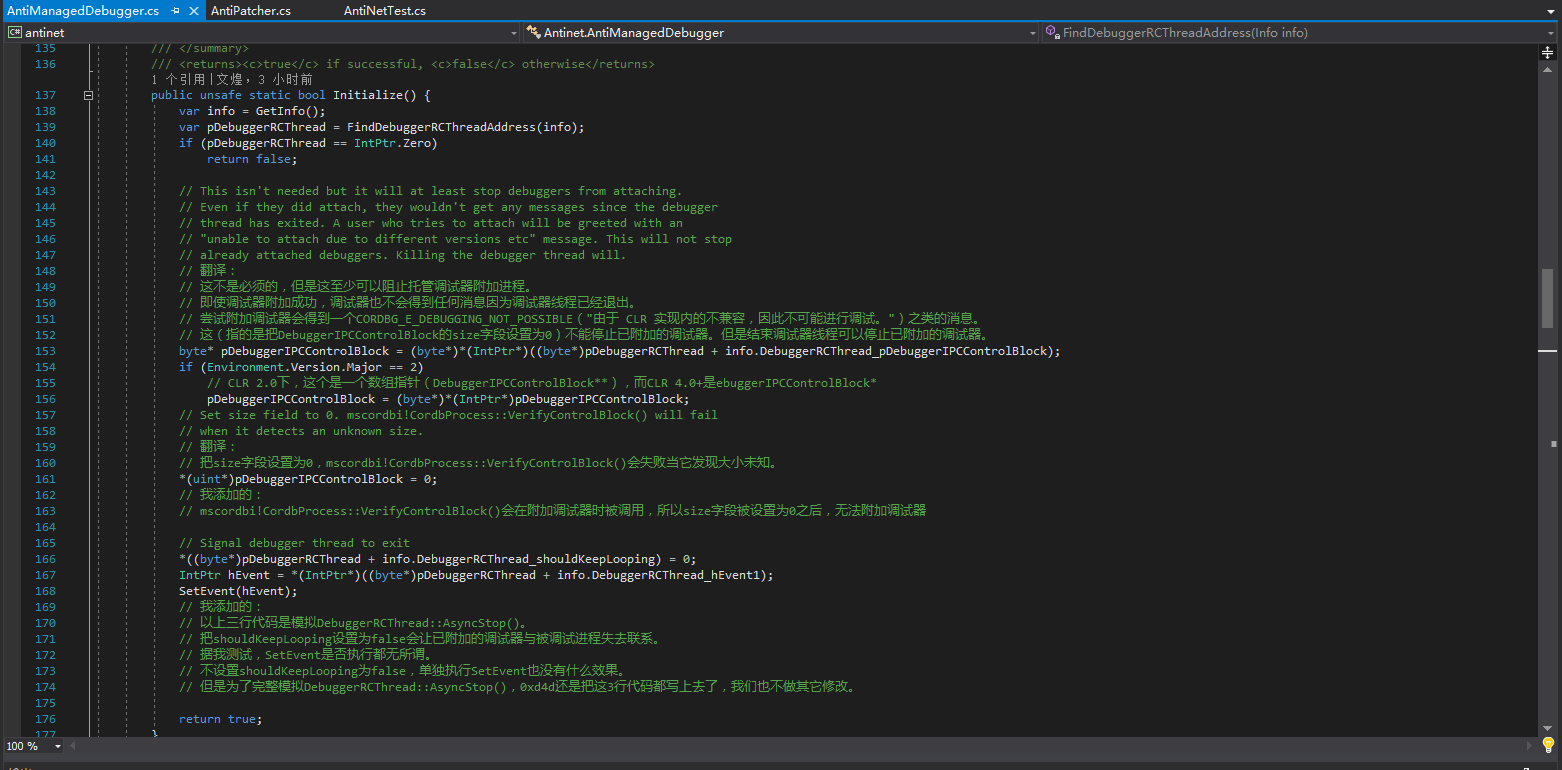 AntiManagedDebugger.cs
AntiPatcher.cs
AntiNetTest.cs
C# antinet
Antinet.AntiManagedDebugger
FindDebuggerRCThreadAddress(Info info)
135 /// </summary>
136 /// <returns><c>true</c> if successful, <c>false</c> otherwise</returns>
1 个引用|文煌，3 小时前
137 public unsafe static bool Initialize() {
138 var info = GetInfo();
139 var pDebuggerRCThread = FindDebuggerRCThreadAddress(info);
140 if (pDebuggerRCThread == IntPtr.Zero)
141 return false;
142
143 // This isn't needed but it will at least stop debuggers from attaching.
144 // Even if they did attach, they wouldn't get any messages since the debugger
145 // thread has exited. A user who tries to attach will be greeted with an
146 // "unable to attach due to different versions etc" message. This will not stop
147 // already attached debuggers. Killing the debugger thread will.
148 // 翻译：
149 // 这不是必须的，但是这至少可以阻止托管调试器附加进程。
150 // 即使调试器附加成功，调试器也不会得到任何消息因为调试器线程已经退出。
151 // 尝试附加调试器会得到一个CORDBG_E_DEBUGGING_NOT_POSSIBLE（"由于 CLR 实现内的不兼容，因此不可能进行调试。"）之类的消息。
152 // 这（指的是把DebuggerIPCControlBlock的size字段设置为0）不能停止已附加的调试器。但是结束调试器线程可以停止已附加的调试器。
153 byte* pDebuggerIPCControlBlock = (byte*)*(IntPtr*)((byte*)pDebuggerRCThread + info.DebuggerRCThread_pDebuggerIPCControlBlock);
154 if (Environment.Version.Major == 2)
155 // CLR 2.0下，这个是一个数组指针（DebuggerIPCControlBlock**），而CLR 4.0+是ebuggerIPCControlBlock*
156 pDebuggerIPCControlBlock = (byte*)*(IntPtr*)pDebuggerIPCControlBlock;
157 // Set size field to 0. mscordbi!CordbProcess::VerifyControlBlock() will fail
158 // when it detects an unknown size.
159 // 翻译：
160 // 把size字段设置为0，mscordbi!CordbProcess::VerifyControlBlock()会失败当它发现大小未知。
161 *(uint*)pDebuggerIPCControlBlock = 0;
162 // 我添加的：
163 // mscordbi!CordbProcess::VerifyControlBlock()会在附加调试器时被调用，所以size字段被设置为0之后，无法附加调试器
164
165 // Signal debugger thread to exit
166 *((byte*)pDebuggerRCThread + info.DebuggerRCThread_shouldKeepLooping) = 0;
167 IntPtr hEvent = *(IntPtr*)((byte*)pDebuggerRCThread + info.DebuggerRCThread_hEvent1);
168 SetEvent(hEvent);
169 // 我添加的：
170 // 以上三行代码是模拟DebuggerRCThread::AsyncStop()。
171 // 把shouldKeepLooping设置为false会让已附加的调试器与被调试进程失去联系。
172 // 据我测试，SetEvent是否执行都无所谓。
173 // 不设置shouldKeepLooping为false，单独执行SetEvent也没有什么效果。
174 // 但是为了完整模拟DebuggerRCThread::AsyncStop()，0xd4d还是把这3行代码都写上去了，我们也不做其它修改。
175
176 return true;
177 }
100 %